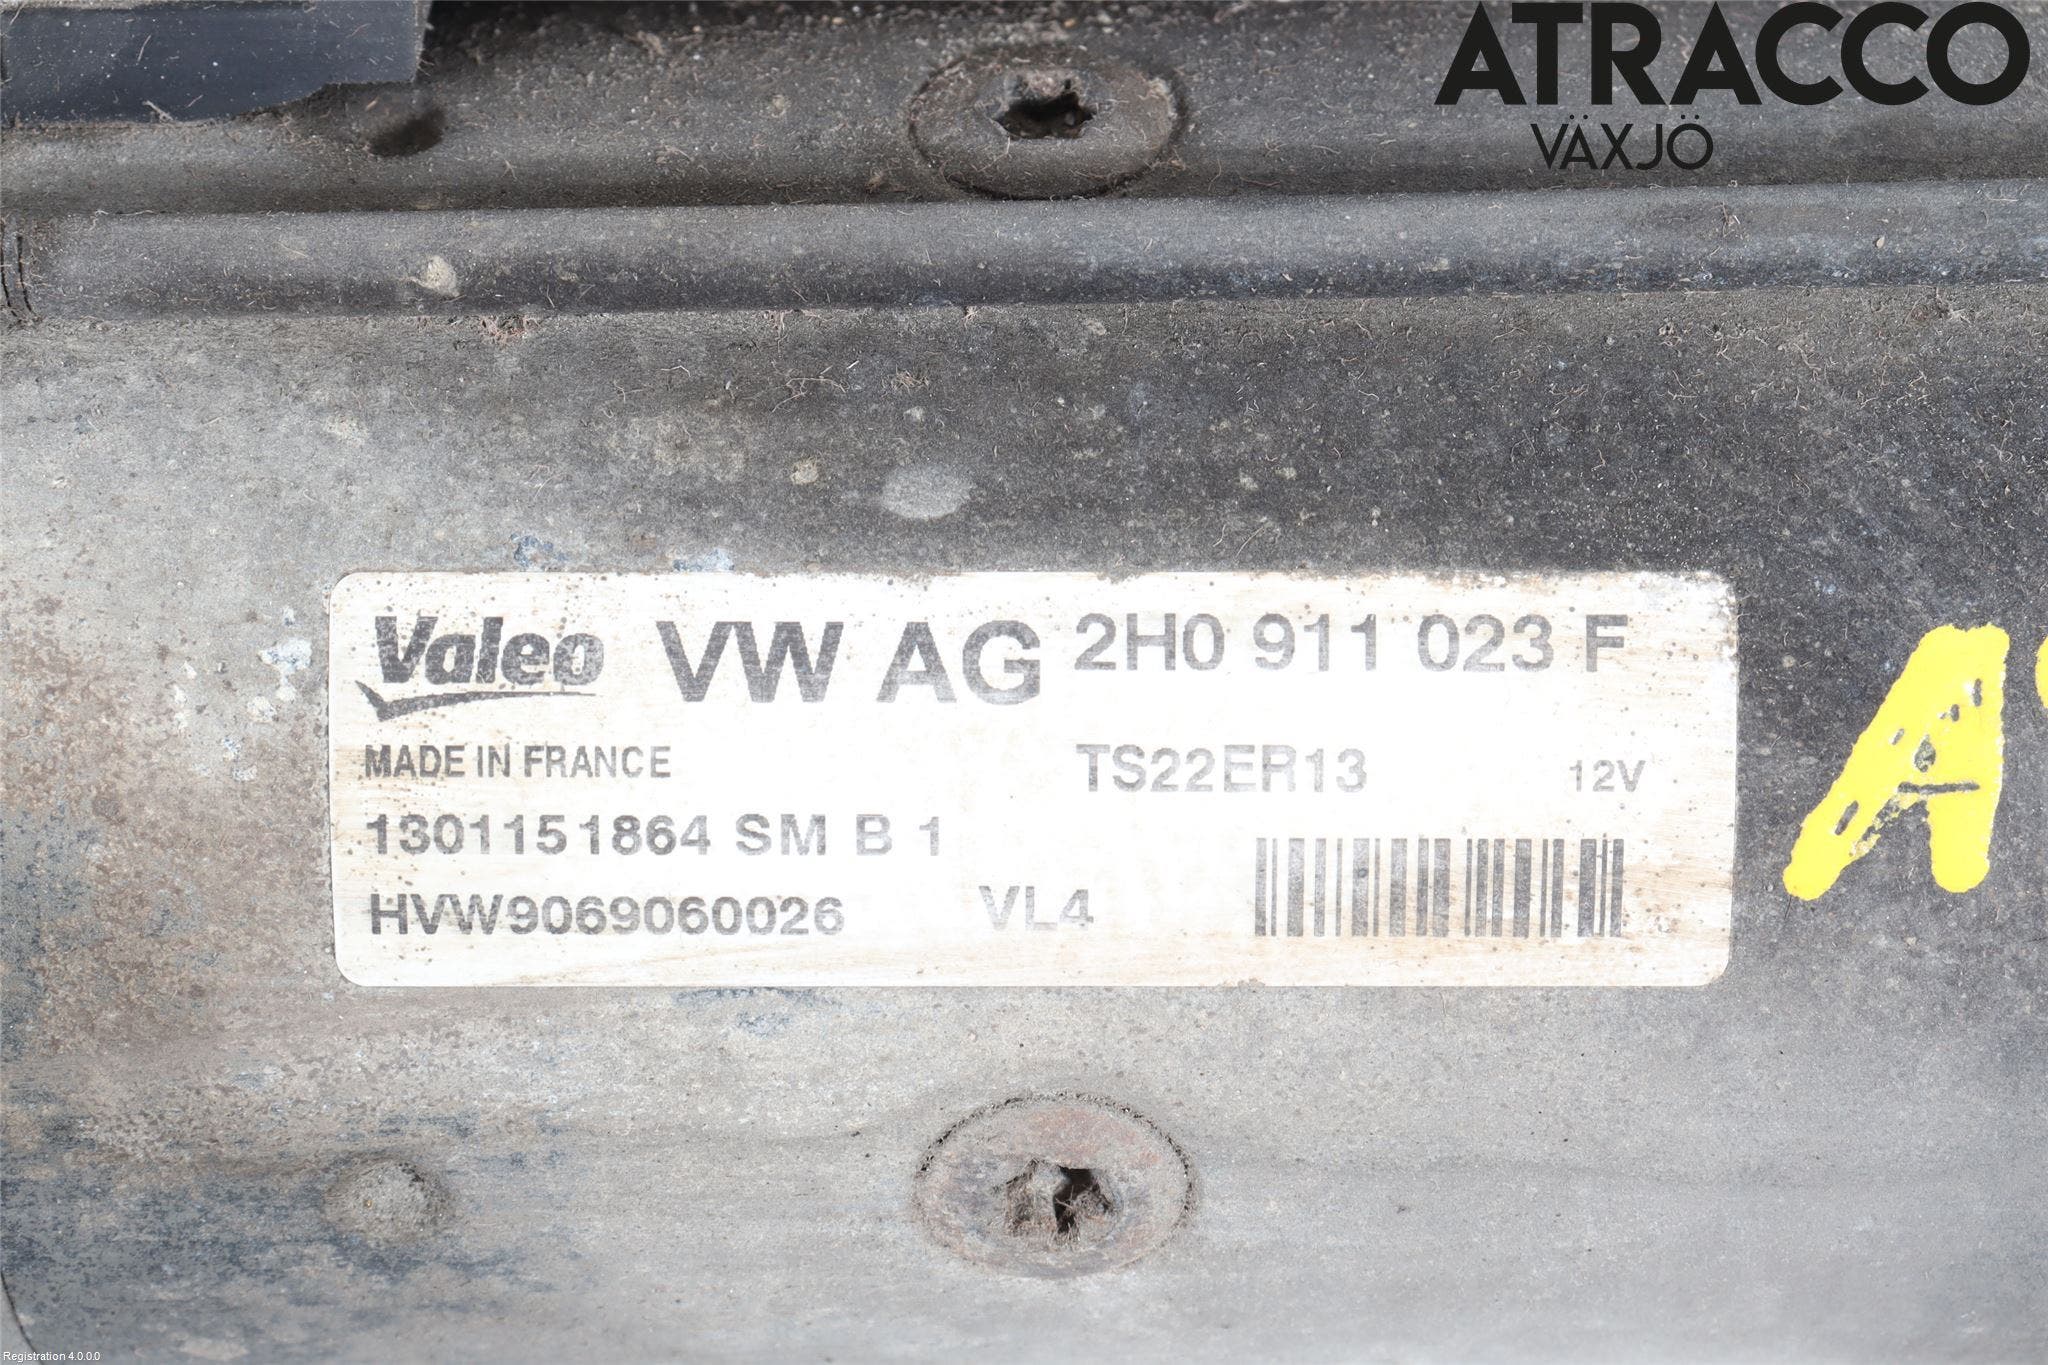 ATRACCO
VÄXJÖ
Valeo VW AG 2H0 911 023 F
MADE IN FRANCE TS22ER13 12V
1301151864 SM B 1
HVW9069060026 VL4
A
Registration 4.0.0.0